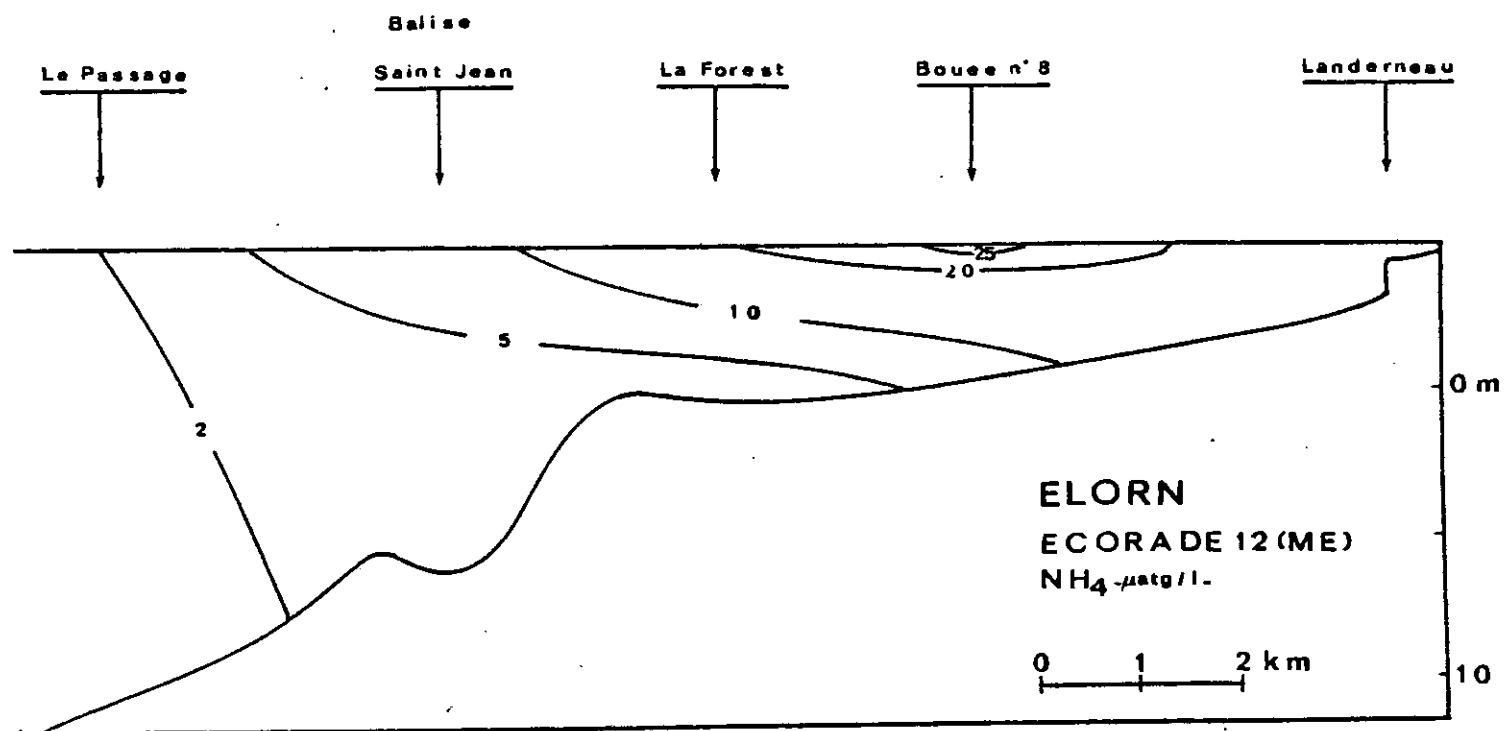 Balise
Le Passage
Saint Jean
La Forest
Bouee n° 8
Landerneau
25
20
10
5
2
0 m
ELORN
ECORADE 12 (ME)
NH4 -µatg/l-
0 1 2 km
10